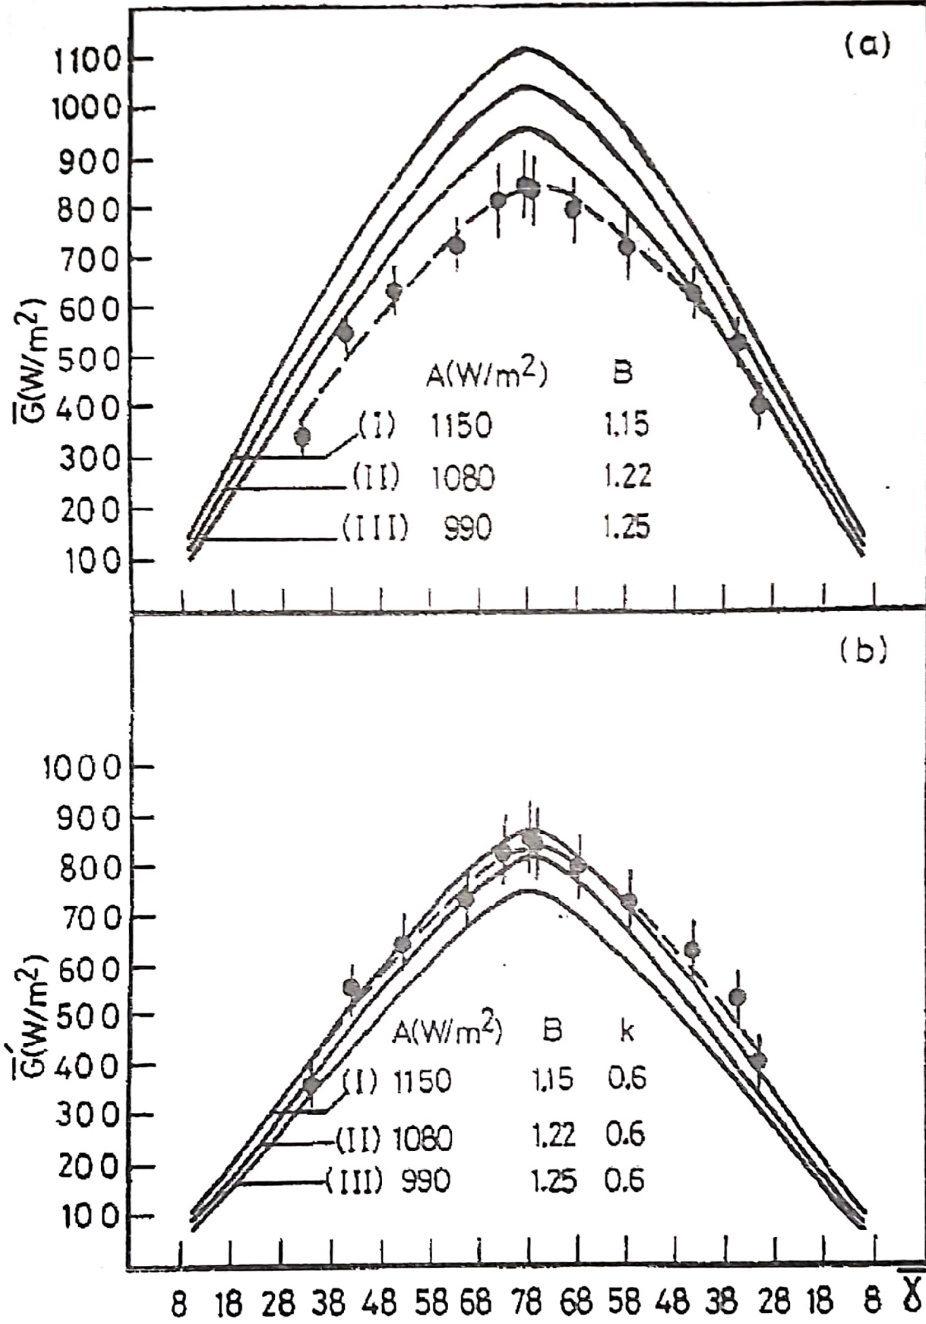 (a)
1100
1000
900
800
700
600
500
400
300
200
100
G̅(W/m²)
A(W/m²) B
(I) 1150 1.15
(II) 1080 1.22
(III) 990 1.25
(b)
1000
900
800
700
600
500
400
300
200
100
G̅′(W/m²)
A(W/m²) B k
(I) 1150 1.15 0.6
(II) 1080 1.22 0.6
(III) 990 1.25 0.6
8 18 28 38 48 58 68 78 68 58 48 38 28 18 8 γ̅